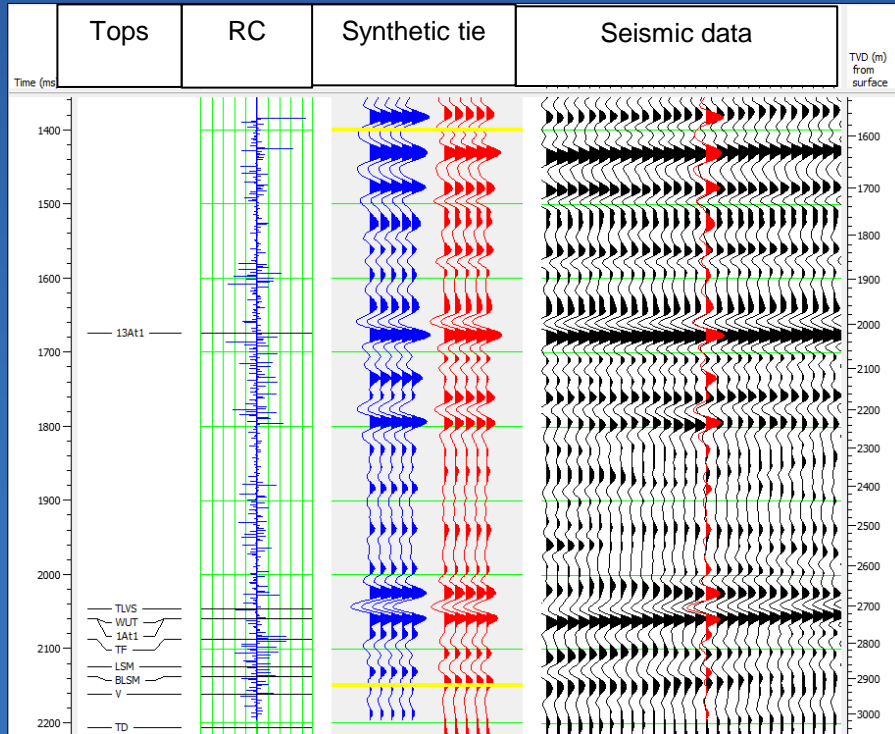 Tops RC Synthetic tie Seismic data
Time (ms)
TVD (m)
from
surface
1400
1500
1600
13At1
1700
1800
1900
2000
TLVS
WUT
1At1
TF
2100
LSM
BLSM
V
2200
TD
1600
1700
1800
1900
2000
2100
2200
2300
2400
2500
2600
2700
2800
2900
3000